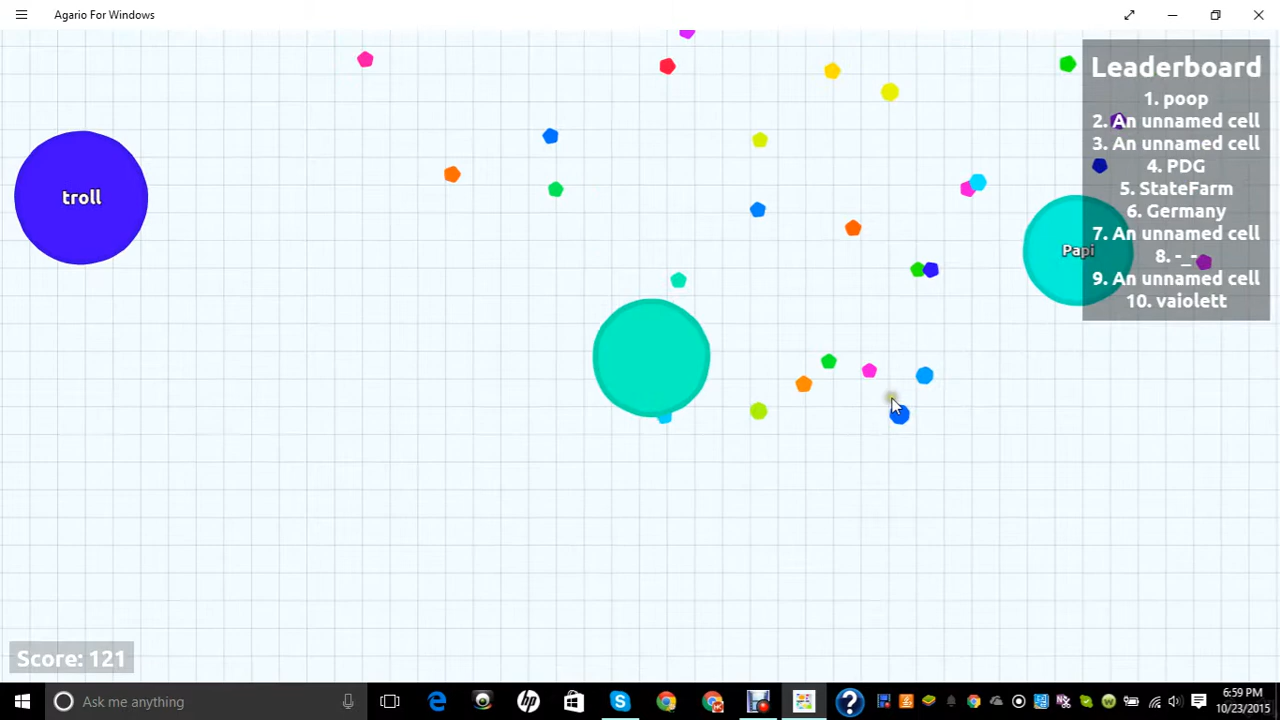 Agario For Windows
Leaderboard
1. poop
2. An unnamed cell
3. An unnamed cell
4. PDG
5. StateFarm
6. Germany
7. An unnamed cell
8. -_-
9. An unnamed cell
10. vaiolett
troll
Papi
Score: 121
Ask me anything
6:59 PM
10/23/2015